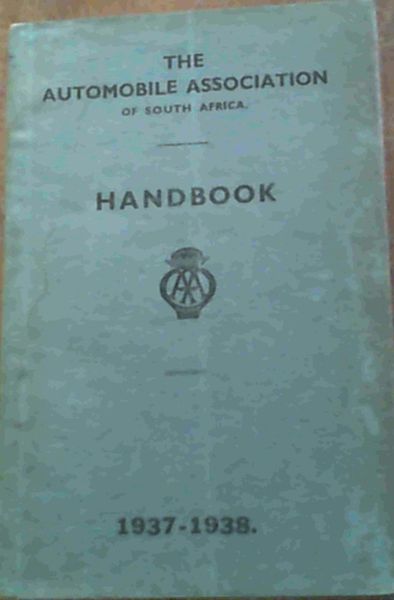 THE
AUTOMOBILE ASSOCIATION
OF SOUTH AFRICA.
HANDBOOK
AA
1937-1938.